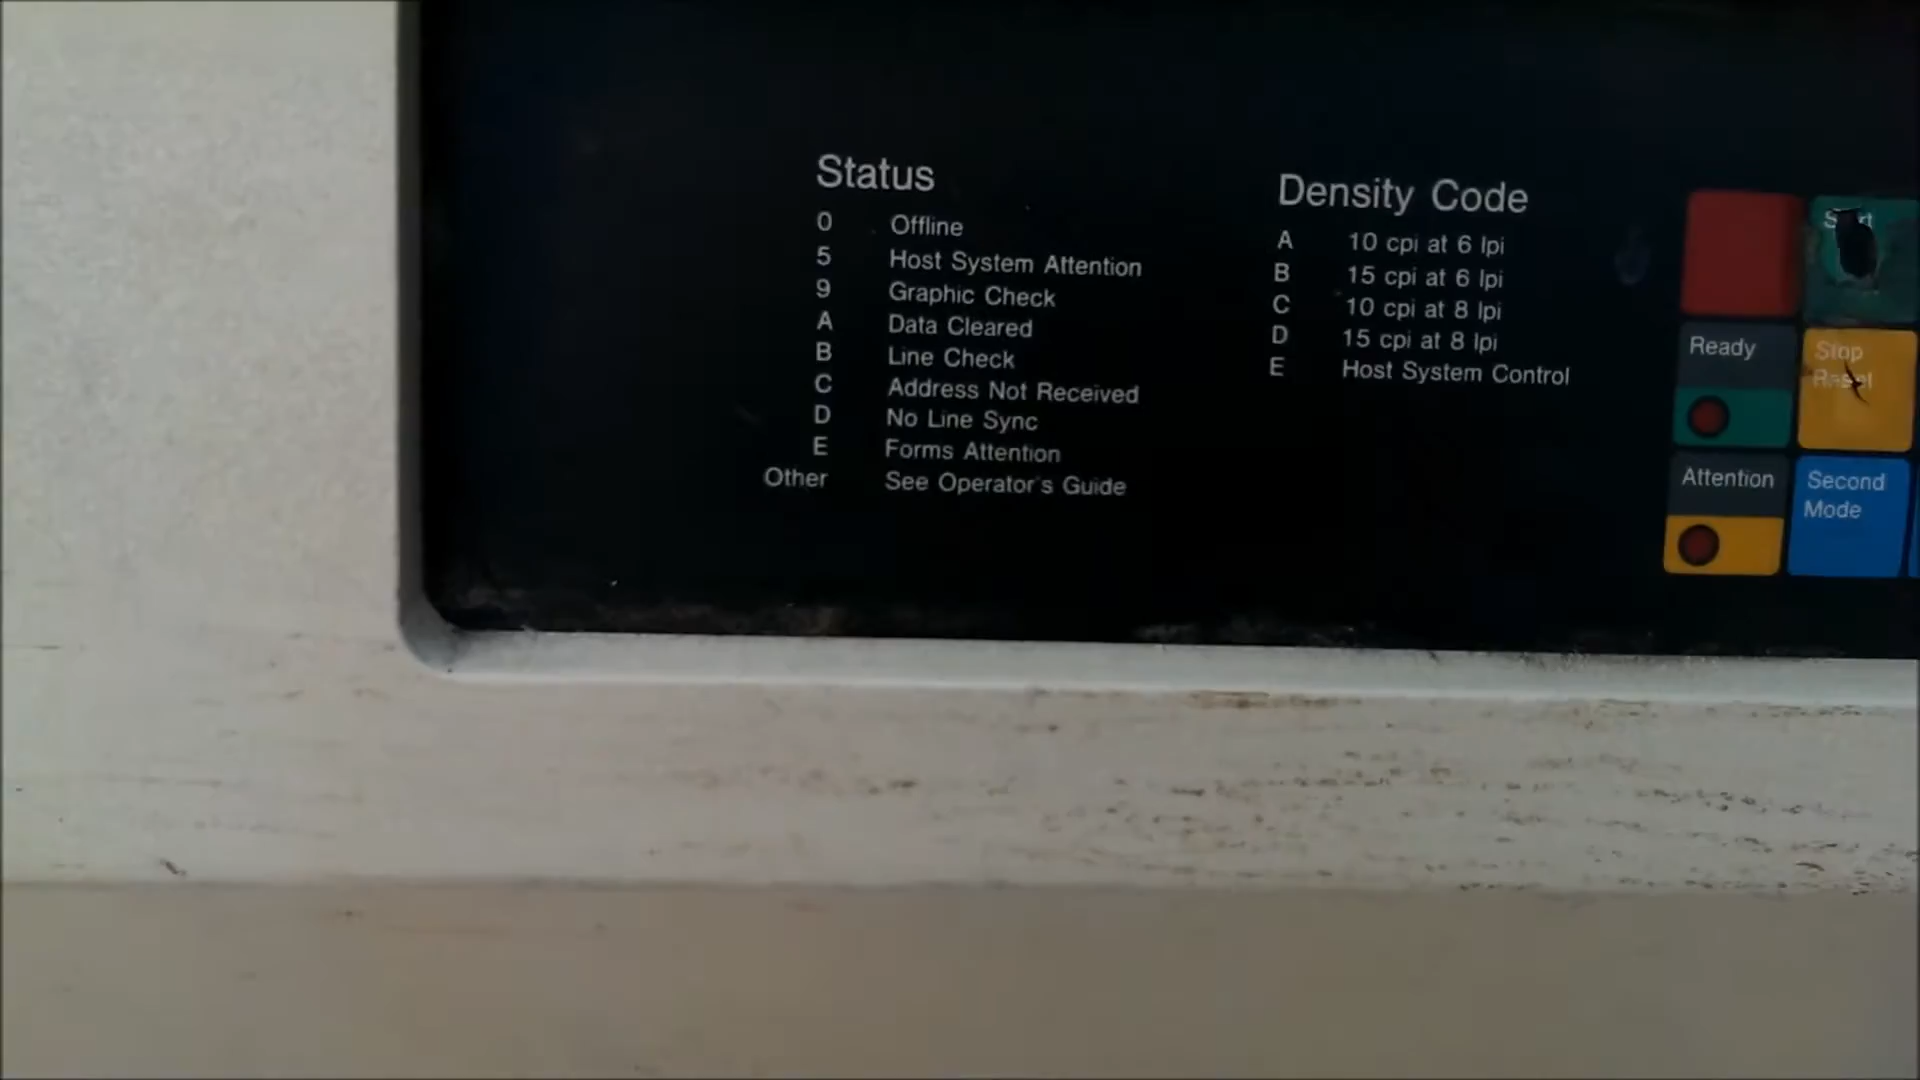 Status
0 Offline
5 Host System Attention
9 Graphic Check
A Data Cleared
B Line Check
C Address Not Received
D No Line Sync
E Forms Attention
Other See Operator's Guide
Density Code
A 10 cpi at 6 lpi
B 15 cpi at 6 lpi
C 10 cpi at 8 lpi
D 15 cpi at 8 lpi
E Host System Control
Ready
Stop
Attention
Second
Mode